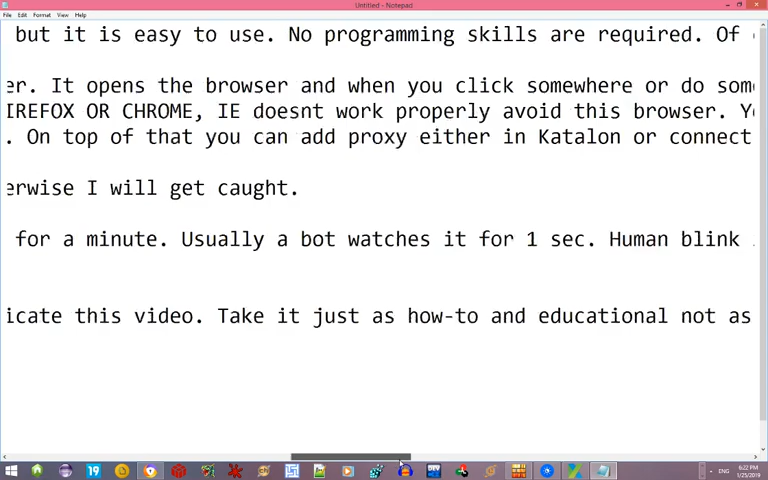 Untitled - Notepad
File Edit Format View Help
but it is easy to use. No programming skills are required. Of
er. It opens the browser and when you click somewhere or do som
IREFOX OR CHROME, IE doesnt work properly avoid this browser. Y
. On top of that you can add proxy either in Katalon or connect
erwise I will get caught.
for a minute. Usually a bot watches it for 1 sec. Human blink
icate this video. Take it just as how-to and educational not as
19 ENG 6:22 PM
1/25/2019